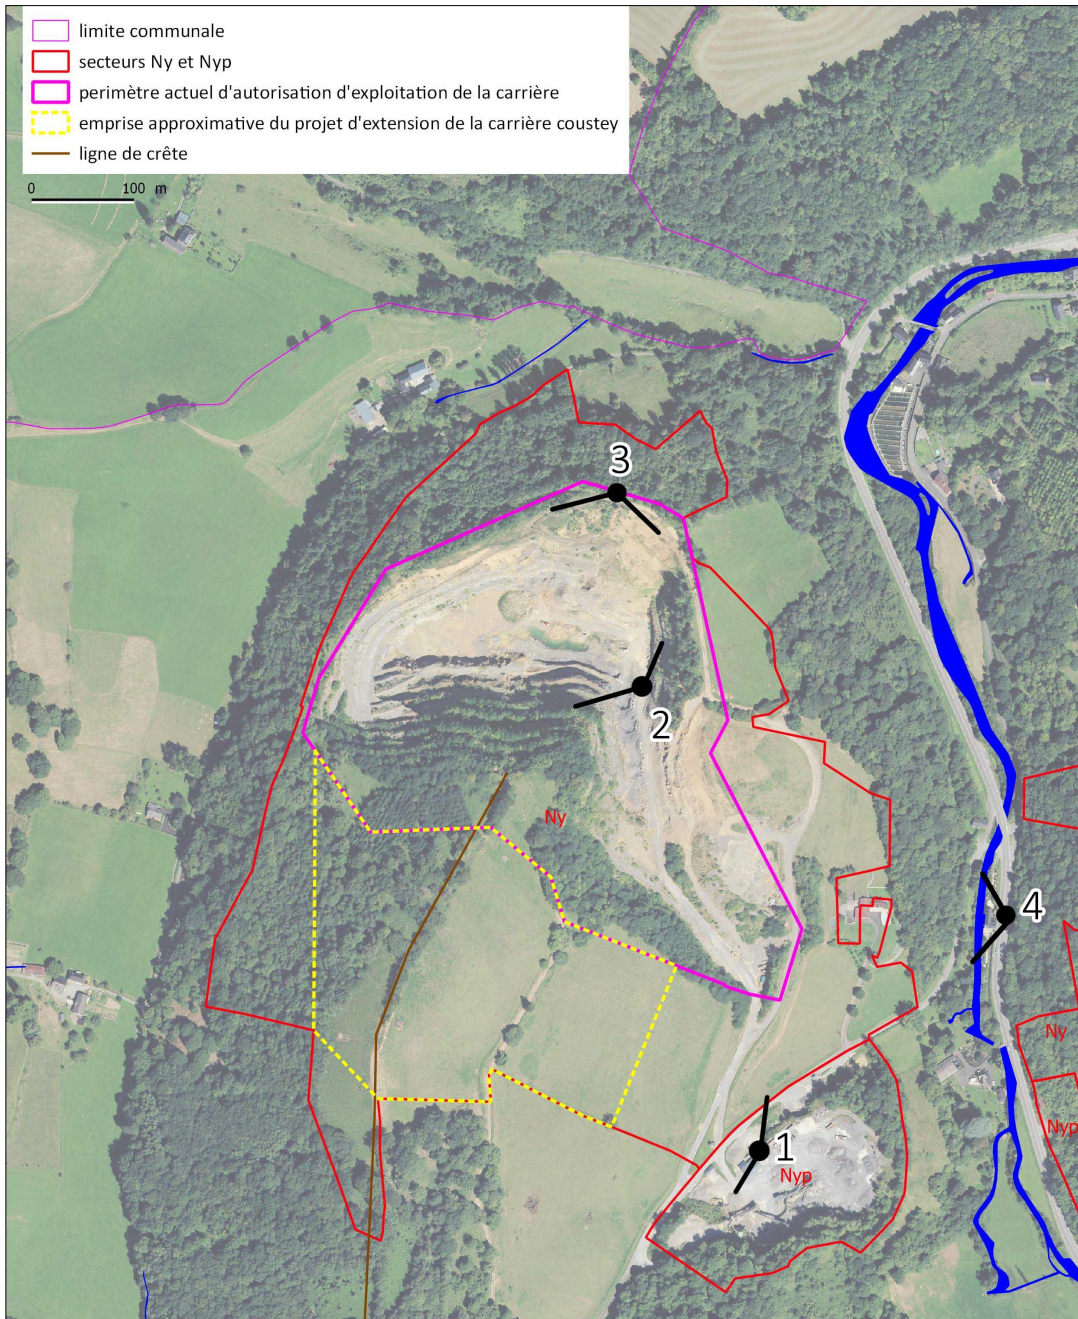 limite communale
secteurs Ny et Nyp
perimètre actuel d'autorisation d'exploitation de la carrière
emprise approximative du projet d'extension de la carrière coustey
ligne de crête
0 100 m
3
2
Ny
4
Ny
Nyp
1
Nyp